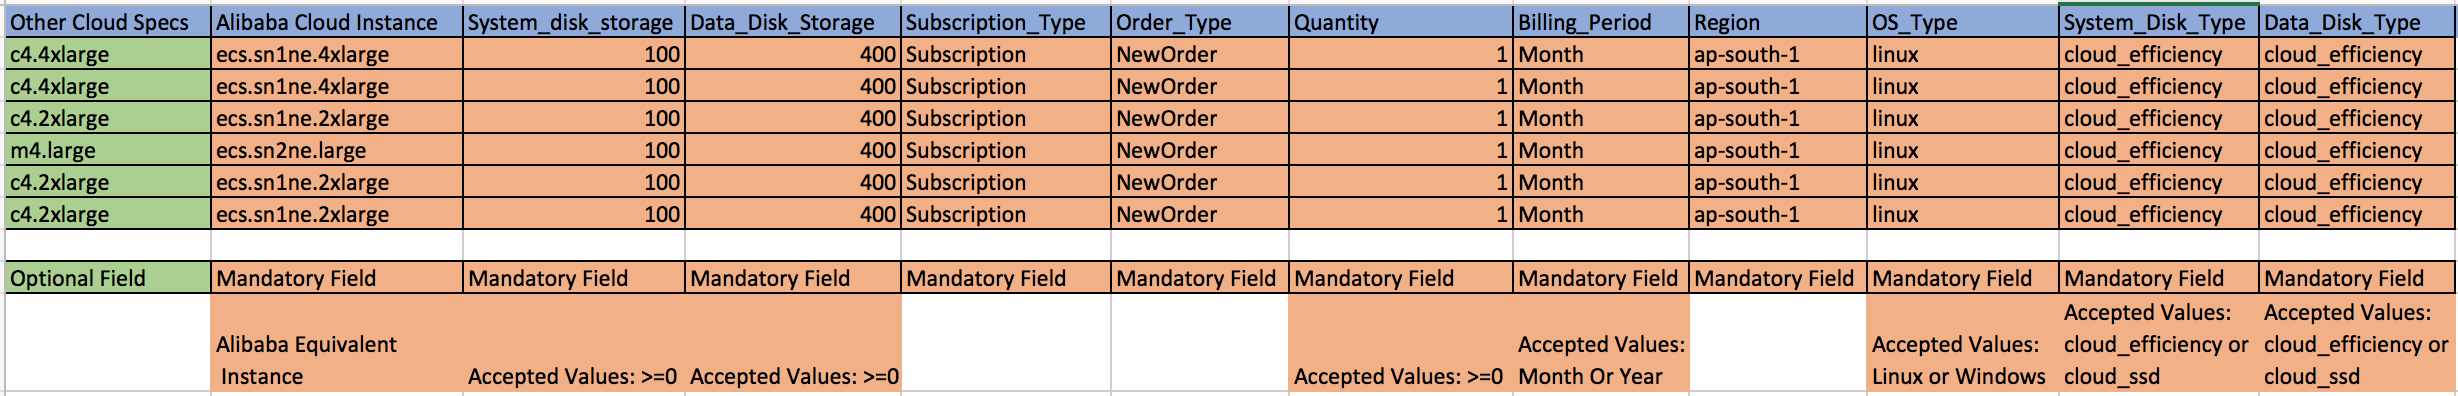 Other Cloud Specs Alibaba Cloud Instance System_disk_storage Data_Disk_Storage Subscription_Type Order_Type Quantity Billing_Period Region OS_Type System_Disk_Type Data_Disk_Type
c4.4xlarge ecs.sn1ne.4xlarge 100 400 Subscription NewOrder 1 Month ap-south-1 linux cloud_efficiency cloud_efficiency
c4.4xlarge ecs.sn1ne.4xlarge 100 400 Subscription NewOrder 1 Month ap-south-1 linux cloud_efficiency cloud_efficiency
c4.2xlarge ecs.sn1ne.2xlarge 100 400 Subscription NewOrder 1 Month ap-south-1 linux cloud_efficiency cloud_efficiency
m4.large ecs.sn2ne.large 100 400 Subscription NewOrder 1 Month ap-south-1 linux cloud_efficiency cloud_efficiency
c4.2xlarge ecs.sn1ne.2xlarge 100 400 Subscription NewOrder 1 Month ap-south-1 linux cloud_efficiency cloud_efficiency
c4.2xlarge ecs.sn1ne.2xlarge 100 400 Subscription NewOrder 1 Month ap-south-1 linux cloud_efficiency cloud_efficiency
Optional Field Mandatory Field Mandatory Field Mandatory Field Mandatory Field Mandatory Field Mandatory Field Mandatory Field Mandatory Field Mandatory Field Mandatory Field Mandatory Field
Accepted Values: Accepted Values:
Alibaba Equivalent Accepted Values: Accepted Values: cloud_efficiency or cloud_efficiency or
Instance Accepted Values: >=0 Accepted Values: >=0 Accepted Values: >=0 Month Or Year Linux or Windows cloud_ssd cloud_ssd